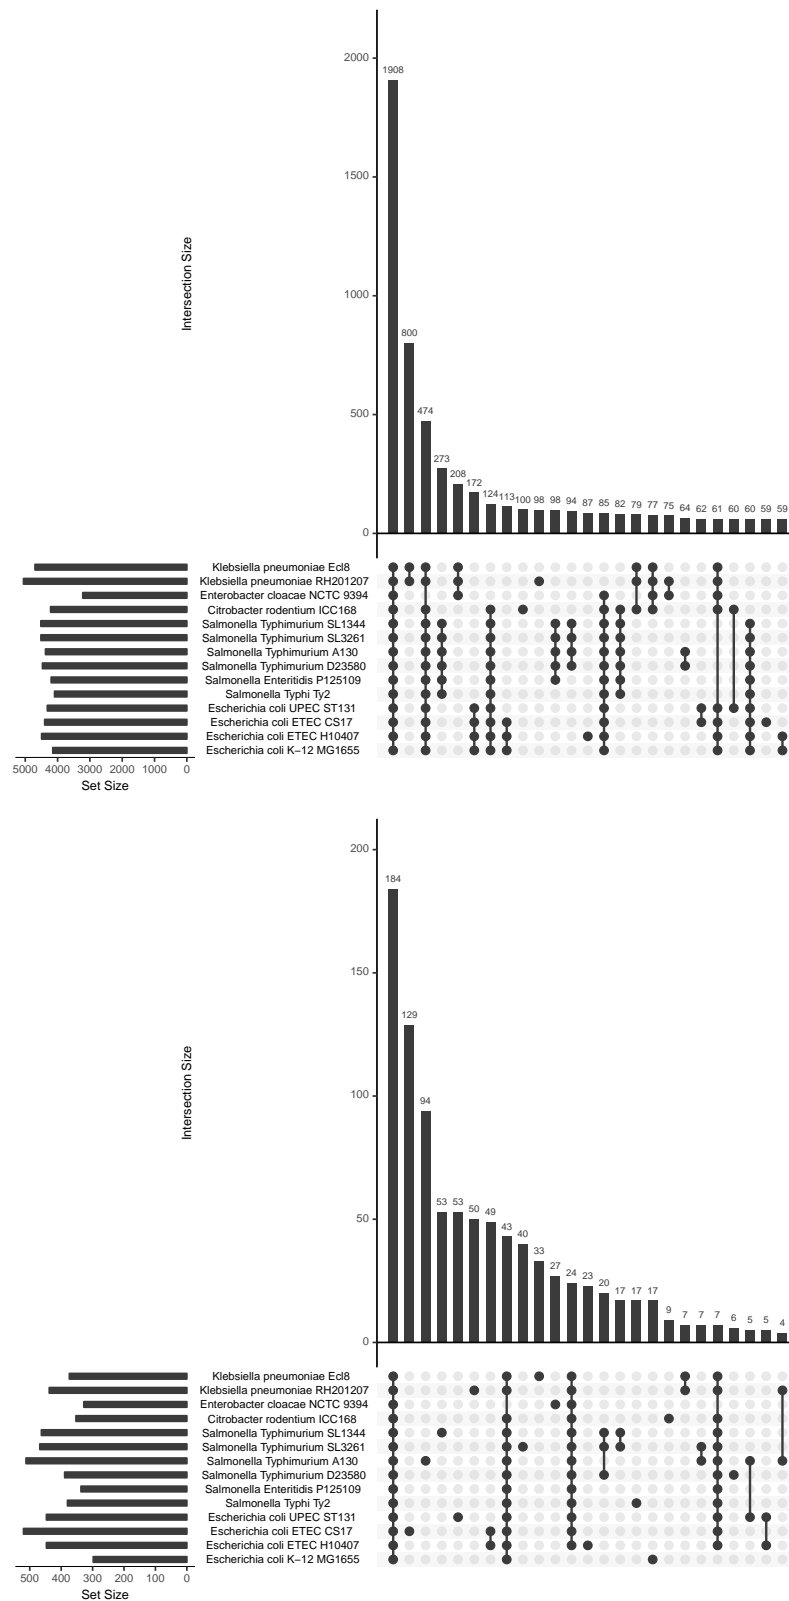 2000
1500
1000
500
0
Intersection Size
1908
800
474
273
208
172
124
113
100
98
98
94
87
85
82
79
77
75
64
62
61
60
60
59
59
Klebsiella pneumoniae Ecl8
Klebsiella pneumoniae RH201207
Enterobacter cloacae NCTC 9394
Citrobacter rodentium ICC168
Salmonella Typhimurium SL1344
Salmonella Typhimurium SL3261
Salmonella Typhimurium A130
Salmonella Typhimurium D23580
Salmonella Enteritidis P125109
Salmonella Typhi Ty2
Escherichia coli UPEC ST131
Escherichia coli ETEC CS17
Escherichia coli ETEC H10407
Escherichia coli K−12 MG1655
5000 4000 3000 2000 1000 0
Set Size
200
150
100
50
0
Intersection Size
184
129
94
53
53
50
49
43
40
33
27
24
23
20
17
17
17
9
7
7
7
6
5
5
4
Klebsiella pneumoniae Ecl8
Klebsiella pneumoniae RH201207
Enterobacter cloacae NCTC 9394
Citrobacter rodentium ICC168
Salmonella Typhimurium SL1344
Salmonella Typhimurium SL3261
Salmonella Typhimurium A130
Salmonella Typhimurium D23580
Salmonella Enteritidis P125109
Salmonella Typhi Ty2
Escherichia coli UPEC ST131
Escherichia coli ETEC CS17
Escherichia coli ETEC H10407
Escherichia coli K−12 MG1655
500 400 300 200 100 0
Set Size